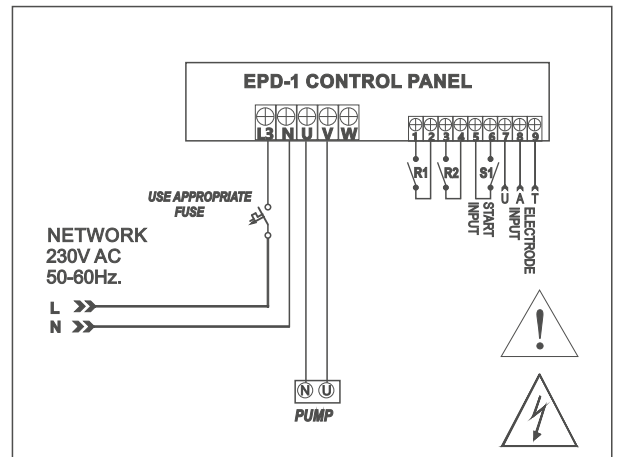 EPD-1 CONTROL PANEL
L3 N U V W
1 2 3 4 5 6 7 8 9
R1 R2 S1
U A T
START
INPUT
INPUT
ELECTRODE
USE APPROPRIATE
FUSE
NETWORK
230V AC
50-60Hz.
L
N
N U
PUMP